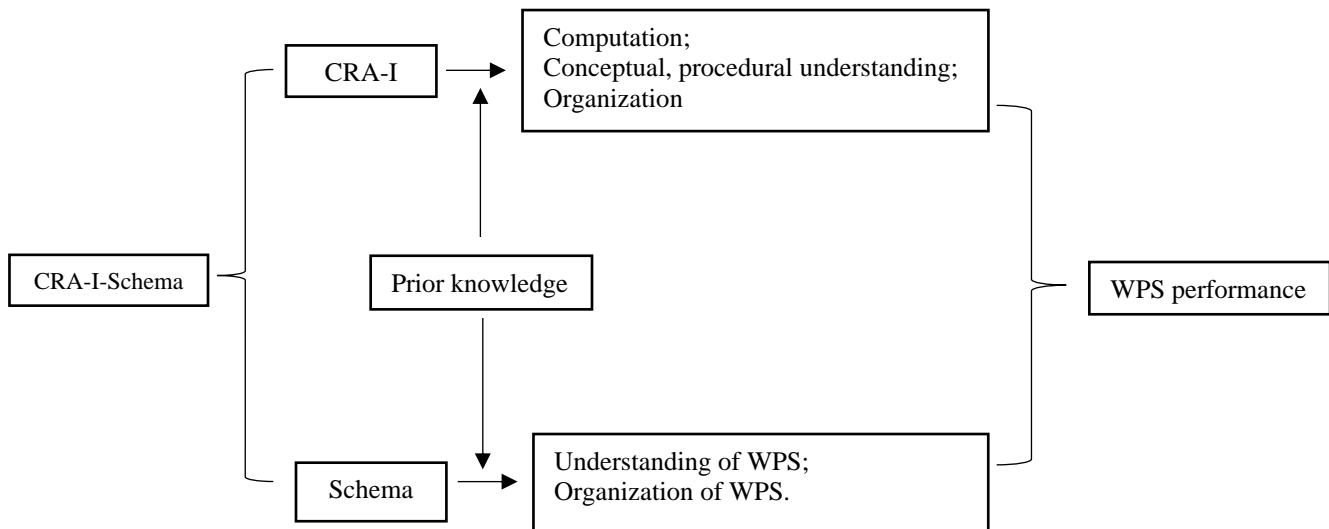 Computation;
Conceptual, procedural understanding;
Organization
CRA-I
CRA-I-Schema
Prior knowledge
WPS performance
Schema
Understanding of WPS;
Organization of WPS.